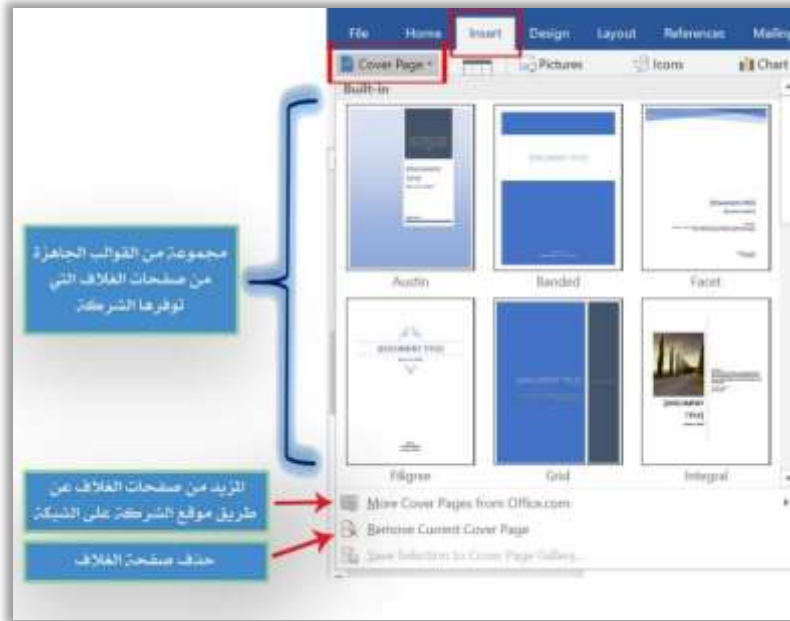 File Home Insert Design Layout References Mailing
Cover Page Pictures Icons Chart
Built-in
Austin Banded Facet
Filigree Grid Integral
More Cover Pages from Office.com
Remove Current Cover Page
Save Selection to Cover Page Gallery...
مجموعة من القوالب الجاهزة
من صفحات الغلاف التي
توفرها الشركة
المزيد من صفحات الغلاف عن
طريق موقع الشركة على الشبكة
حذف صفحة الغلاف